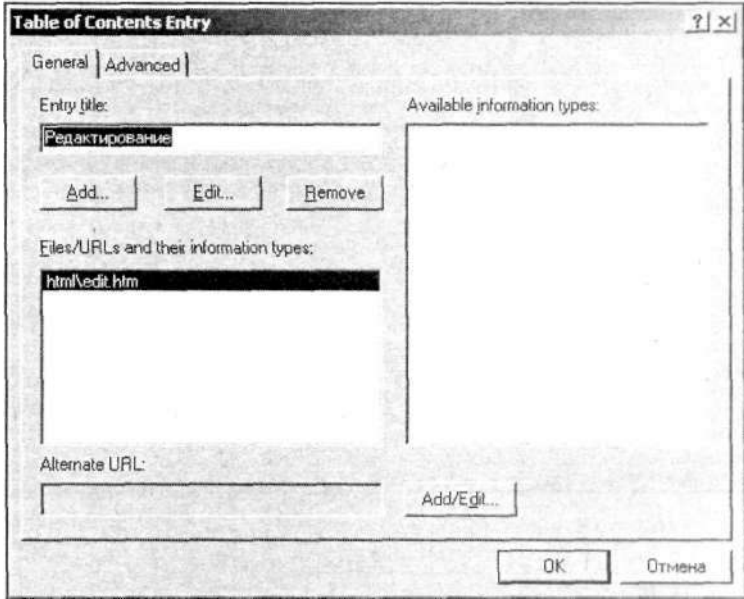 Table of Contents Entry
General Advanced
Entry title:
Редактирование
Add... Edit... Remove
Files/URLs and their information types:
html\edit.htm
Alternate URL:
Available information types:
Add/Edit...
OK Отмена